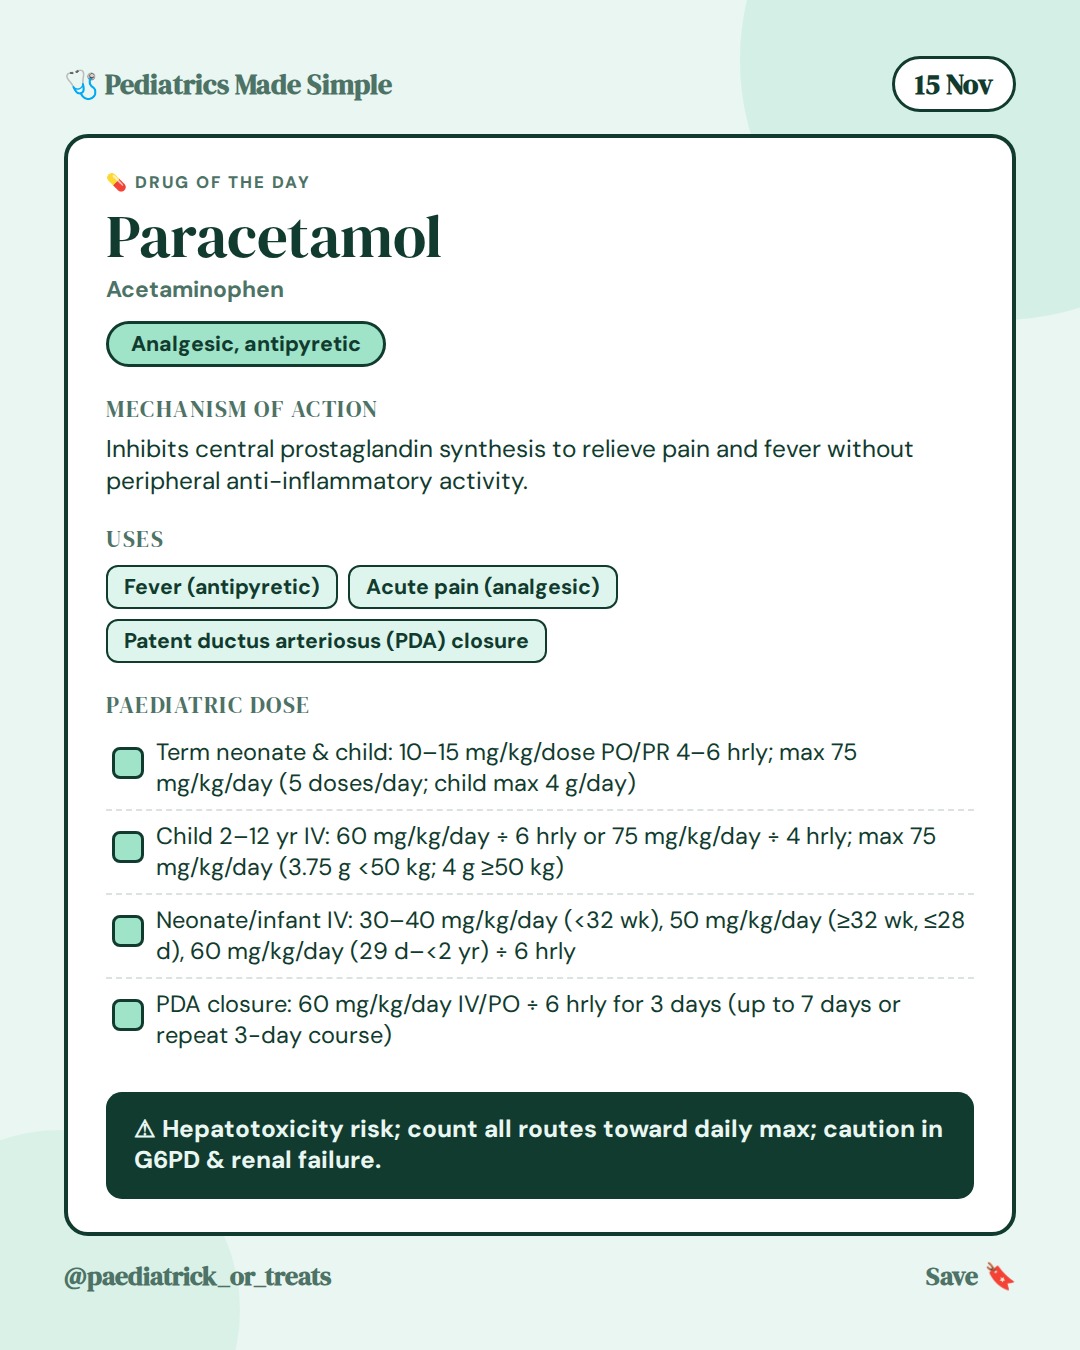 🩺 Pediatrics Made Simple
15 Nov
💊 DRUG OF THE DAY
Paracetamol
Acetaminophen
Analgesic, antipyretic
MECHANISM OF ACTION
Inhibits central prostaglandin synthesis to relieve pain and fever without
peripheral anti-inflammatory activity.
USES
Fever (antipyretic)
Acute pain (analgesic)
Patent ductus arteriosus (PDA) closure
PAEDIATRIC DOSE
Term neonate & child: 10–15 mg/kg/dose PO/PR 4–6 hrly; max 75
mg/kg/day (5 doses/day; child max 4 g/day)
Child 2–12 yr IV: 60 mg/kg/day ÷ 6 hrly or 75 mg/kg/day ÷ 4 hrly; max 75
mg/kg/day (3.75 g <50 kg; 4 g ≥50 kg)
Neonate/infant IV: 30–40 mg/kg/day (<32 wk), 50 mg/kg/day (≥32 wk, ≤28
d), 60 mg/kg/day (29 d–<2 yr) ÷ 6 hrly
PDA closure: 60 mg/kg/day IV/PO ÷ 6 hrly for 3 days (up to 7 days or
repeat 3-day course)
⚠ Hepatotoxicity risk; count all routes toward daily max; caution in
G6PD & renal failure.
@paediatrick_or_treats
Save 🔖